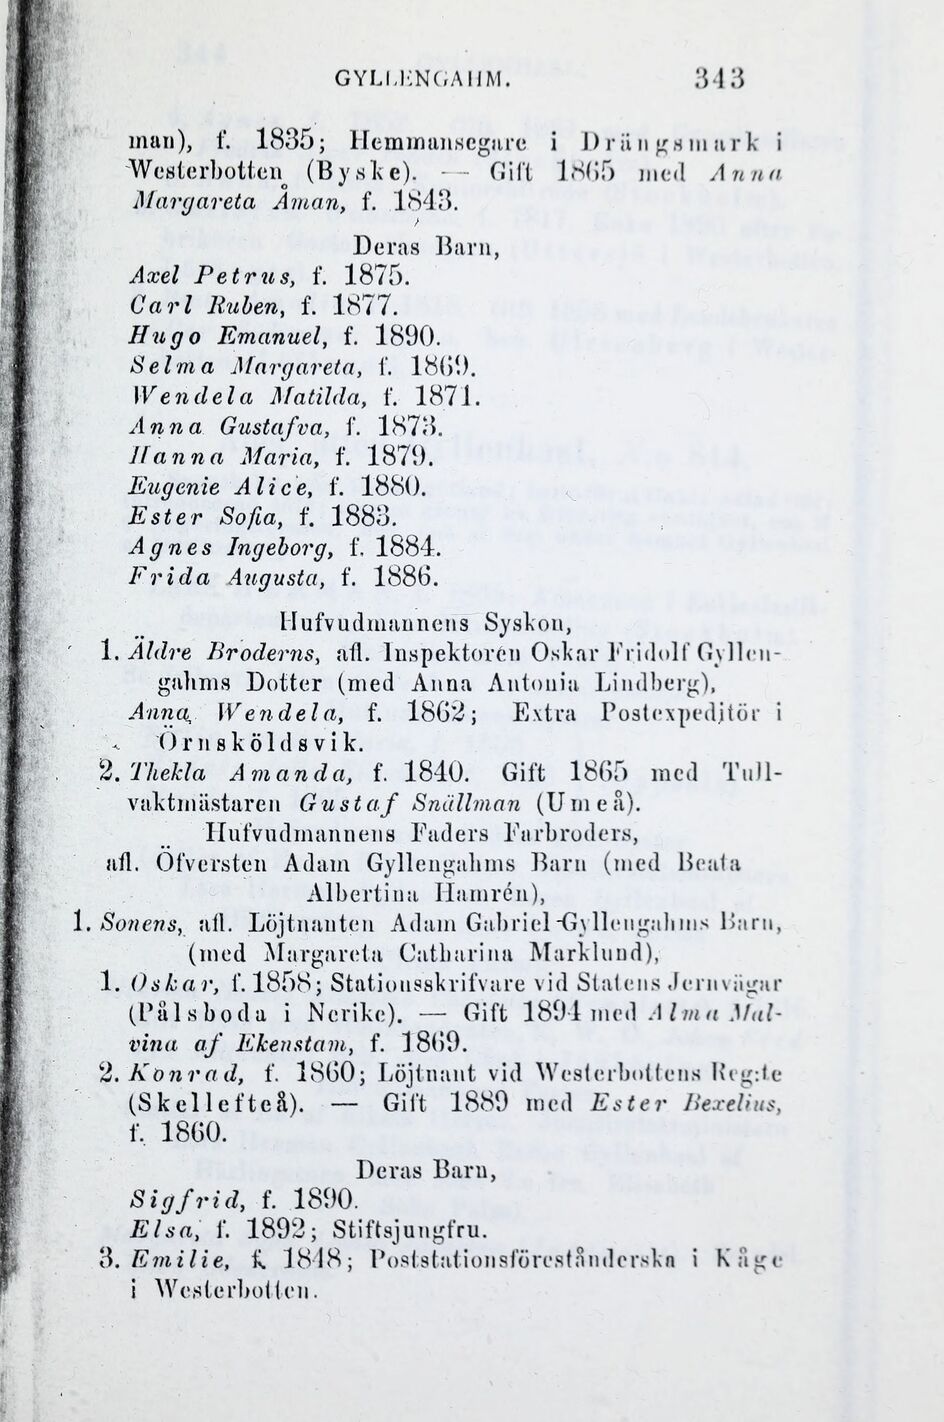 GYLLENGAHM. 343
man), f. 1835; Hemmansegare i Drängsmark i
Westerbotten (Byske). — Gift 1865 med Anna
Margareta Åman, f. 1843.
Deras Barn,
Axel Petrus, f. 1875.
Carl Ruben, f. 1877.
Hugo Emanuel, f. 1890.
Selma Margareta, f. 1869.
Wendela Matilda, f. 1871.
Anna Gustafva, f. 1873.
Hanna Maria, f. 1879.
Eugenie Alice, f. 1880.
Ester Sofia, f. 1883.
Agnes Ingeborg, f. 1884.
Frida Augusta, f. 1886.
Hufvudmannens Syskon,
1. Äldre Broderns, afl. Inspektoren Oskar Fridolf Gyllen-
gahms Dotter (med Anna Antonia Lindberg),
Anna Wendela, f. 1862; Extra Postexpeditör i
Örnsköldsvik.
2. Thekla Amanda, f. 1840. Gift 1865 med Tull-
vaktmästaren Gustaf Snällman (Umeå).
Hufvudmannens Faders Farbroders,
afl. Öfversten Adam Gyllengahms Barn (med Beata
Albertina Hamrén),
1. Sonens, afl. Löjtnanten Adam Gabriel Gyllengahms Barn,
(med Margareta Catharina Marklund),
1. Oskar, f. 1858; Stationsskrifvare vid Statens Jernvägar
(Pålsboda i Nerike). — Gift 1894 med Alma Mal-
vina af Ekenstam, f. 1869.
2. Konrad, f. 1860; Löjtnant vid Westerbottens Reg:te
(Skellefteå). — Gift 1889 med Ester Bexelius,
f. 1860.
Deras Barn,
Sigfrid, f. 1890.
Elsa, f. 1892; Stiftsjungfru.
3. Emilie, f. 1848; Poststationsföreståndderska i Kåge
i Westerbotten.